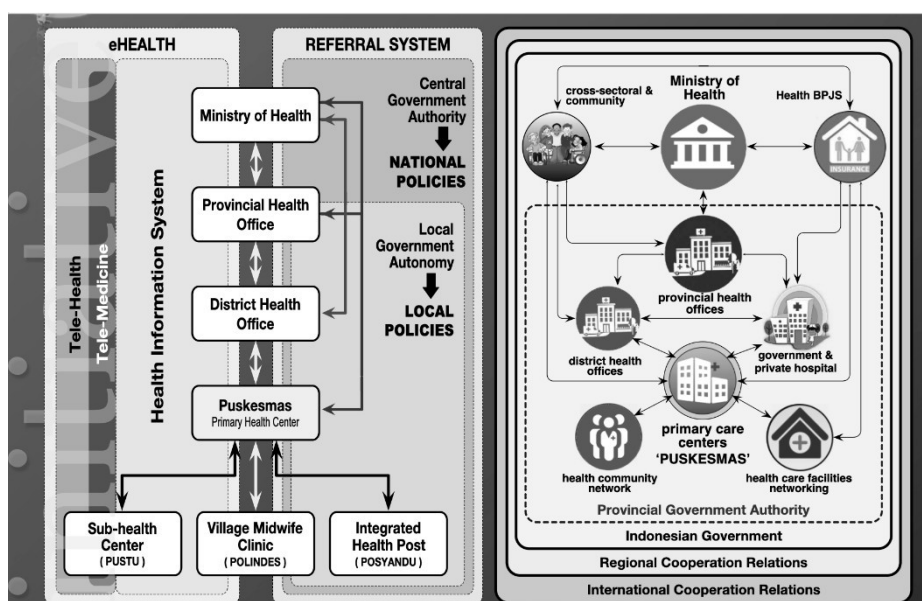 eHEALTH
Tele-Health
Tele-Medicine
Health Information System
REFERRAL SYSTEM
Ministry of Health
Provincial Health
Office
District Health
Office
Puskesmas
Primary Health Center
Sub-health
Center
( PUSTU )
Village Midwife
Clinic
( POLINDES )
Integrated
Health Post
( POSYANDU )
Central
Government
Authority
NATIONAL
POLICIES
Local
Government
Autonomy
LOCAL
POLICIES
cross-sectoral &
community
Ministry of
Health
Health BPJS
INSURANCE
provincial health
offices
district health
offices
government &
private hospital
primary care
centers
'PUSKESMAS'
health community
network
health care facilities
networking
Provincial Government Authority
Indonesian Government
Regional Cooperation Relations
International Cooperation Relations